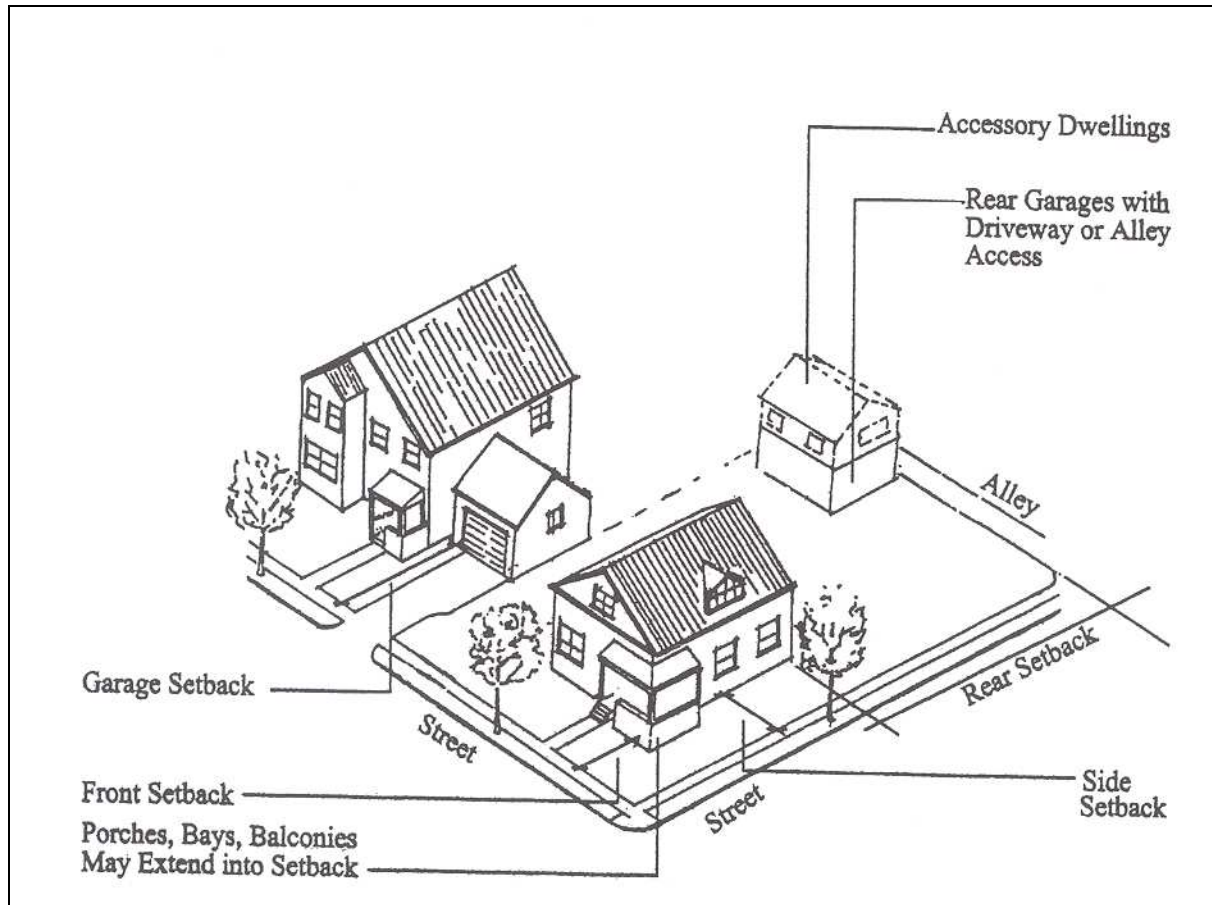 Accessory Dwellings
Rear Garages with
Driveway or Alley
Access
Alley
Rear Setback
Garage Setback
Street
Side
Setback
Front Setback
Street
Porches, Bays, Balconies
May Extend into Setback